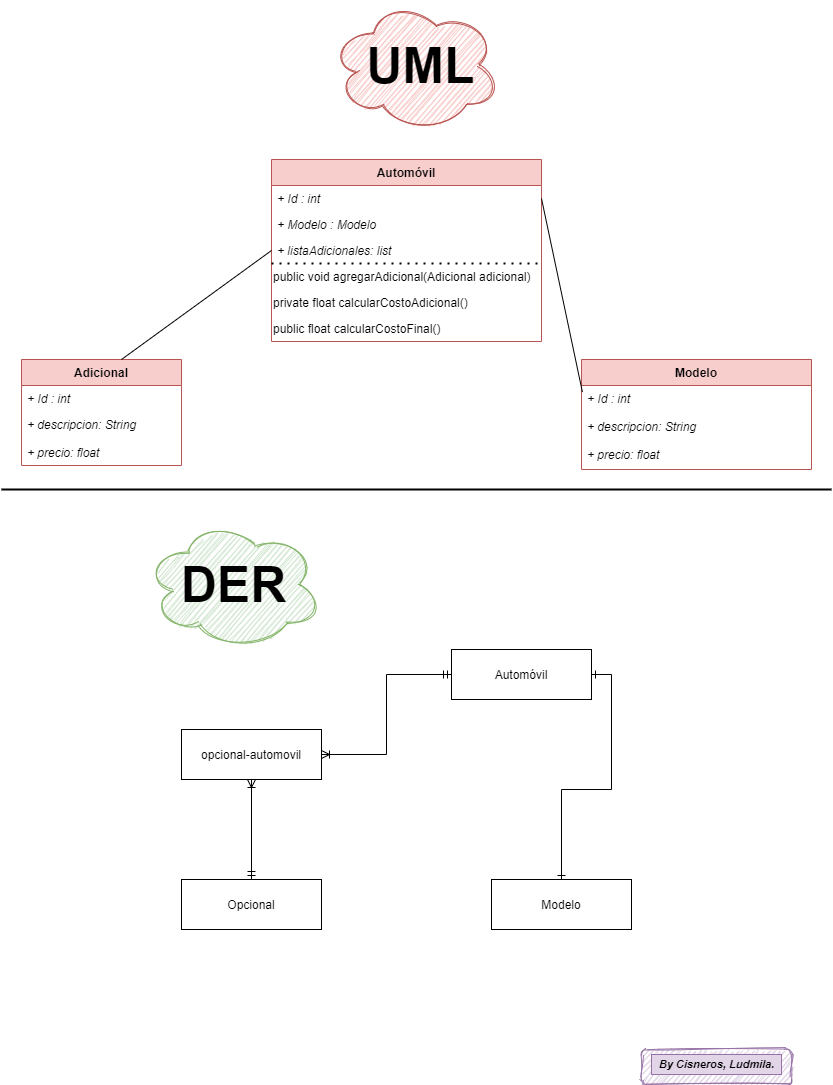 UML
Automóvil
+ Id : int
+ Modelo : Modelo
+ listaAdicionales: list
public void agregarAdicional(Adicional adicional)
private float calcularCostoAdicional()
public float calcularCostoFinal()
Adicional
+ Id : int
+ descripcion: String
+ precio: float
Modelo
+ Id : int
+ descripcion: String
+ precio: float
DER
Automóvil
opcional-automovil
Opcional
Modelo
By Cisneros, Ludmila.